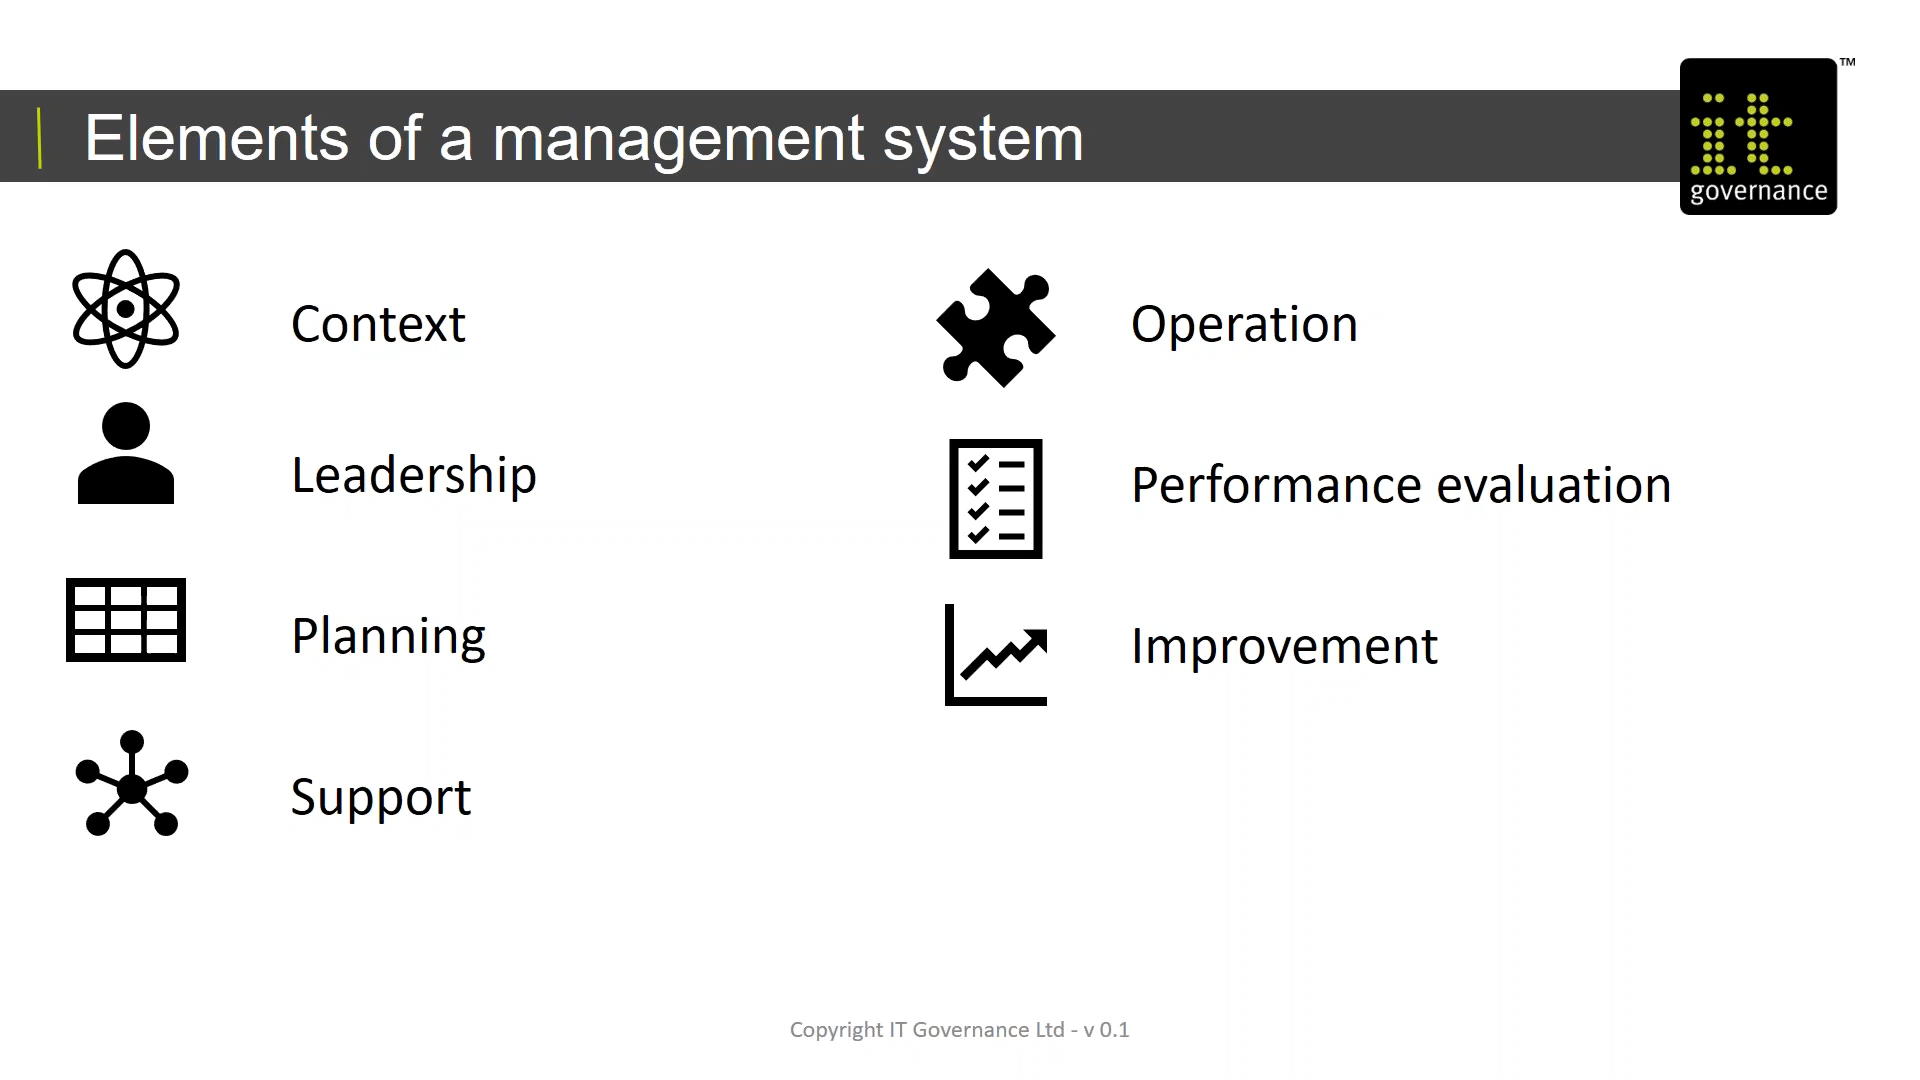 Elements of a management system
TM
it
governance
Context
Leadership
Planning
Support
Operation
Performance evaluation
Improvement
Copyright IT Governance Ltd - v 0.1